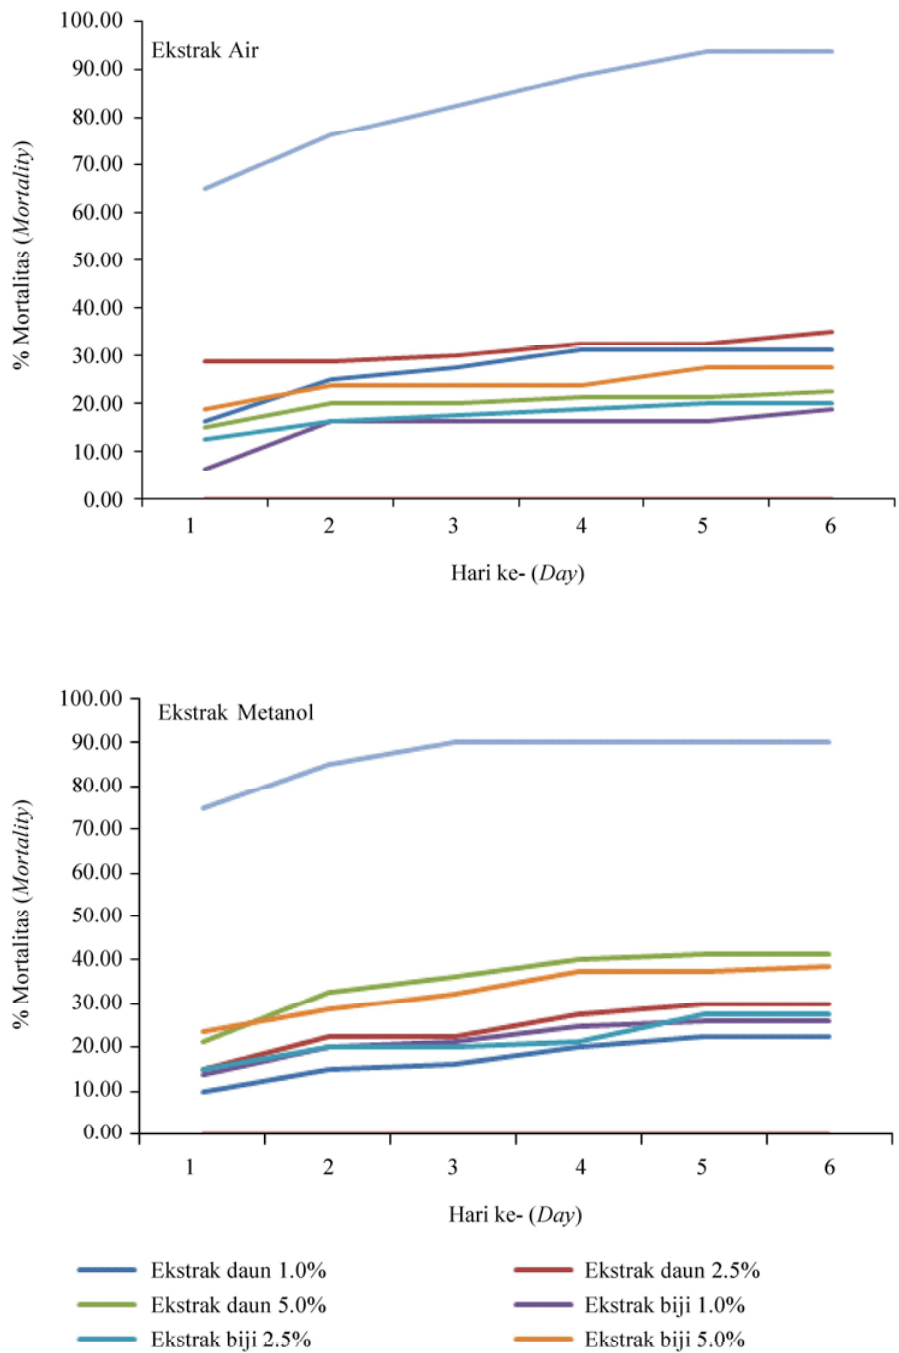 100.00
Ekstrak Air
90.00
80.00
70.00
60.00
50.00
40.00
30.00
20.00
10.00
0.00
% Mortalitas (Mortality)
1 2 3 4 5 6
Hari ke- (Day)
100.00
Ekstrak Metanol
90.00
80.00
70.00
60.00
50.00
40.00
30.00
20.00
10.00
0.00
% Mortalitas (Mortality)
1 2 3 4 5 6
Hari ke- (Day)
Ekstrak daun 1.0% Ekstrak daun 2.5%
Ekstrak daun 5.0% Ekstrak biji 1.0%
Ekstrak biji 2.5% Ekstrak biji 5.0%